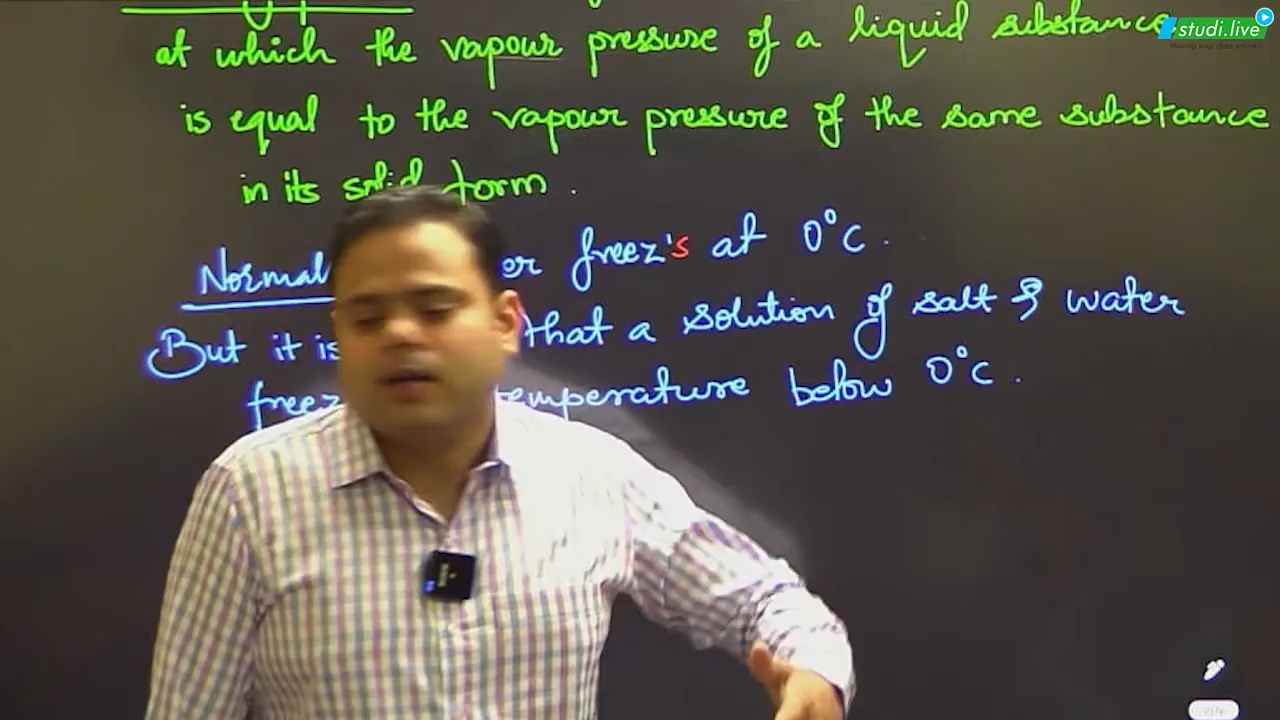 at which the vapour pressure of a liquid substance
is equal to the vapour pressure of the same substance
in its solid form.
Normal er freez's at 0°C.
But it is that a solution of salt & water
freez temperature below 0°C.
studi.live